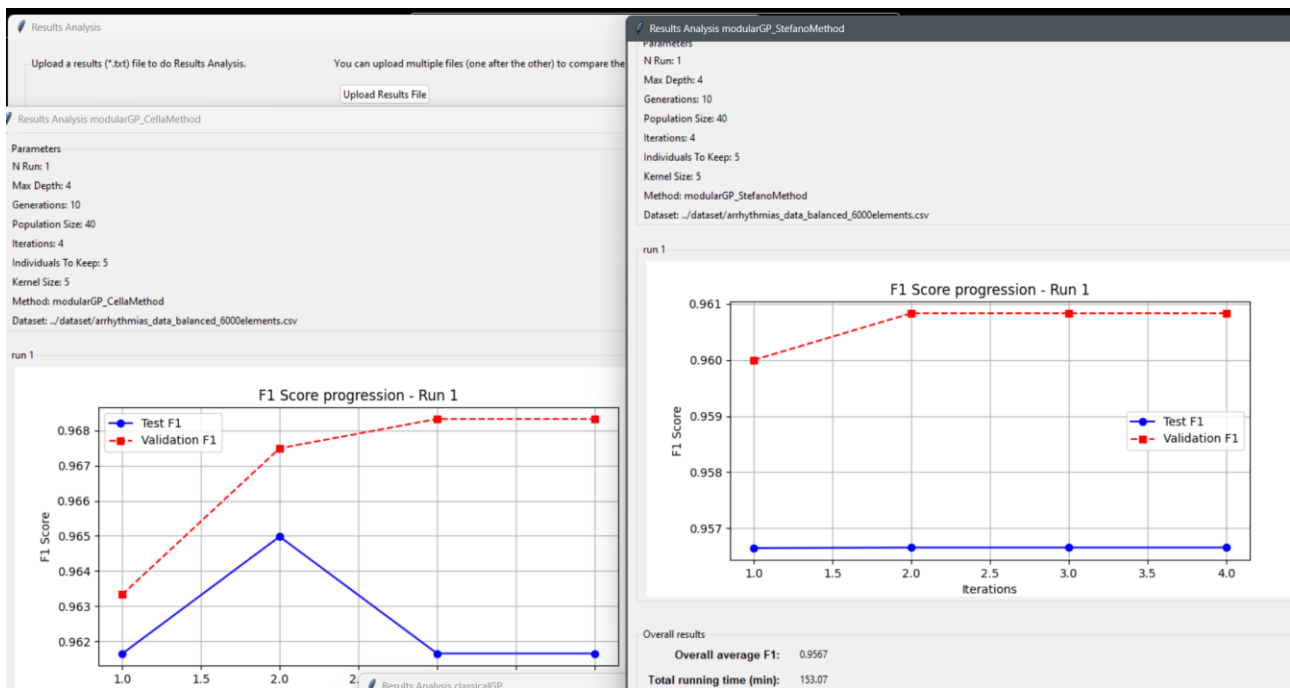 Results Analysis
Upload a results (*.txt) file to do Results Analysis.
You can upload multiple files (one after the other) to compare the
Upload Results File
Results Analysis modularGP_CellaMethod
Parameters
N Run: 1
Max Depth: 4
Generations: 10
Population Size: 40
Iterations: 4
Individuals To Keep: 5
Kernel Size: 5
Method: modularGP_CellaMethod
Dataset: ../dataset/arrhythmias_data_balanced_6000elements.csv
run 1
F1 Score progression - Run 1
Test F1
Validation F1
F1 Score
0.968
0.967
0.966
0.965
0.964
0.963
0.962
1.0 1.5 2.0 2.
Results Analysis classicalGP
Results Analysis modularGP_StefanoMethod
Parameters
N Run: 1
Max Depth: 4
Generations: 10
Population Size: 40
Iterations: 4
Individuals To Keep: 5
Kernel Size: 5
Method: modularGP_StefanoMethod
Dataset: ../dataset/arrhythmias_data_balanced_6000elements.csv
run 1
F1 Score progression - Run 1
0.961
0.960
0.959
0.958
0.957
F1 Score
Test F1
Validation F1
1.0 1.5 2.0 2.5 3.0 3.5 4.0
Iterations
Overall results
Overall average F1: 0.9567
Total running time (min): 153.07